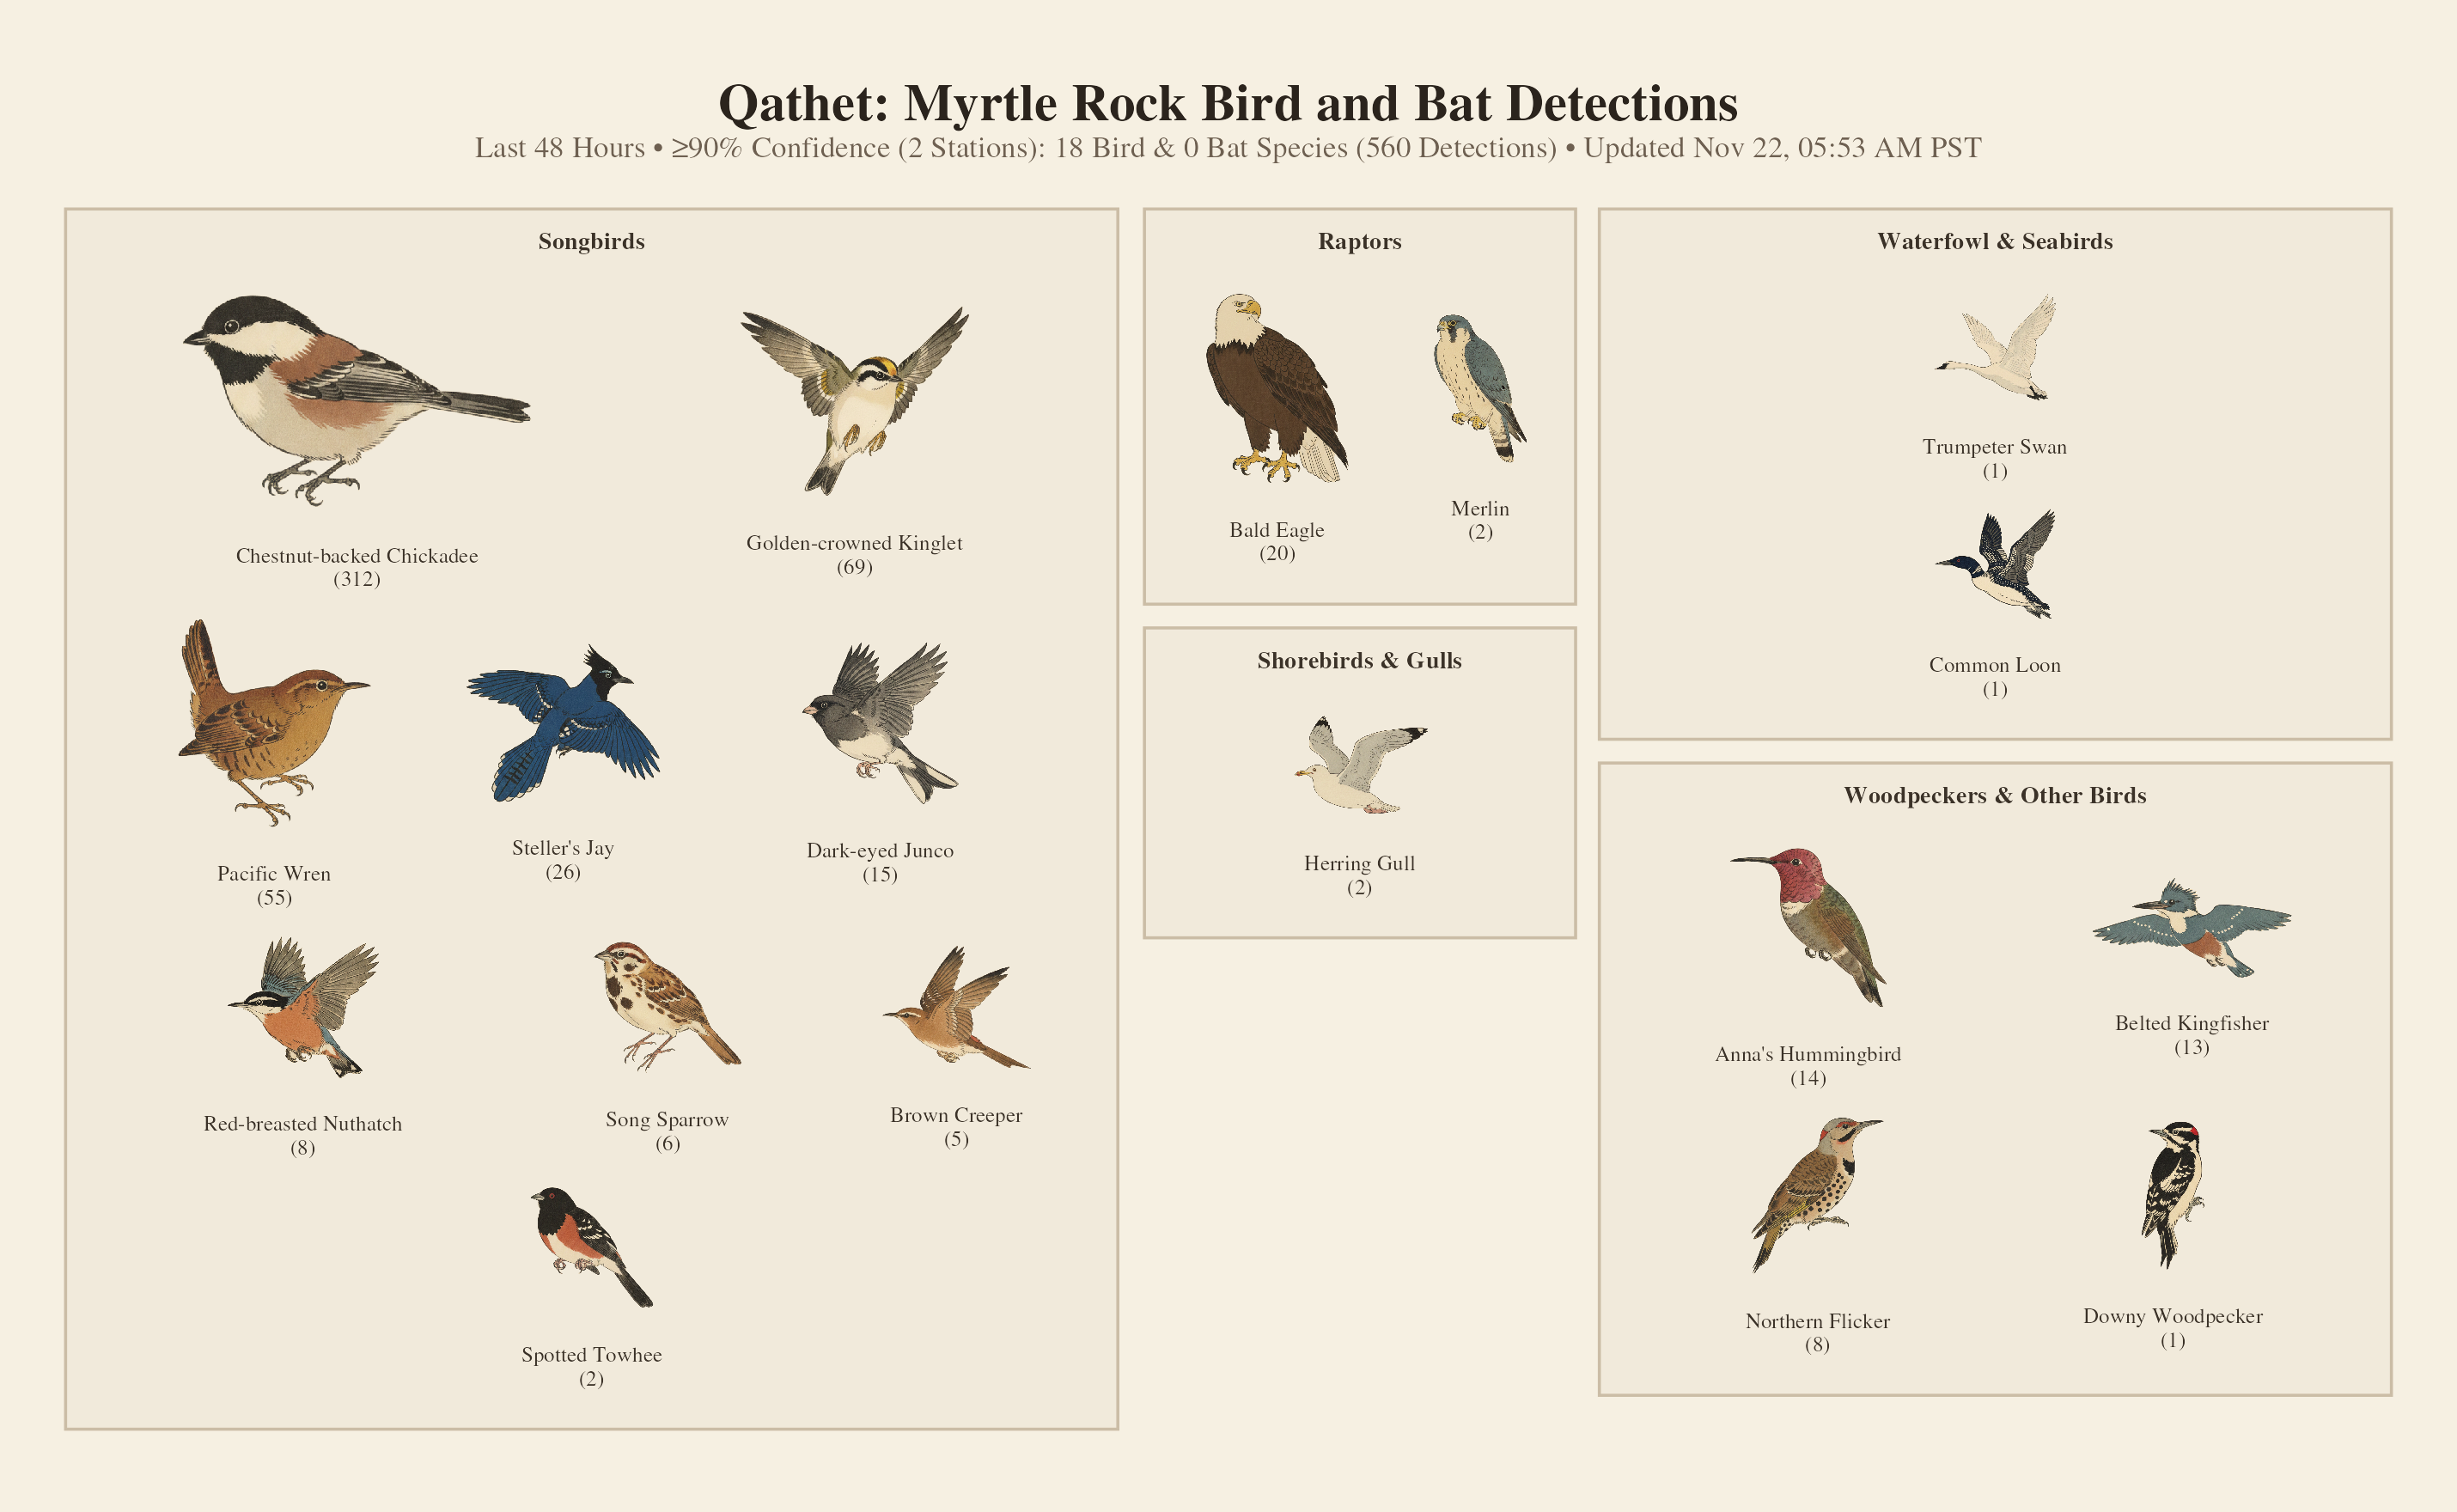 Qathet: Myrtle Rock Bird and Bat Detections
Last 48 Hours • ≥90% Confidence (2 Stations): 18 Bird & 0 Bat Species (560 Detections) • Updated Nov 22, 05:53 AM PST
Songbirds
Chestnut-backed Chickadee
(312)
Golden-crowned Kinglet
(69)
Pacific Wren
(55)
Steller's Jay
(26)
Dark-eyed Junco
(15)
Red-breasted Nuthatch
(8)
Song Sparrow
(6)
Brown Creeper
(5)
Spotted Towhee
(2)
Raptors
Bald Eagle
(20)
Merlin
(2)
Shorebirds & Gulls
Herring Gull
(2)
Waterfowl & Seabirds
Trumpeter Swan
(1)
Common Loon
(1)
Woodpeckers & Other Birds
Anna's Hummingbird
(14)
Belted Kingfisher
(13)
Northern Flicker
(8)
Downy Woodpecker
(1)